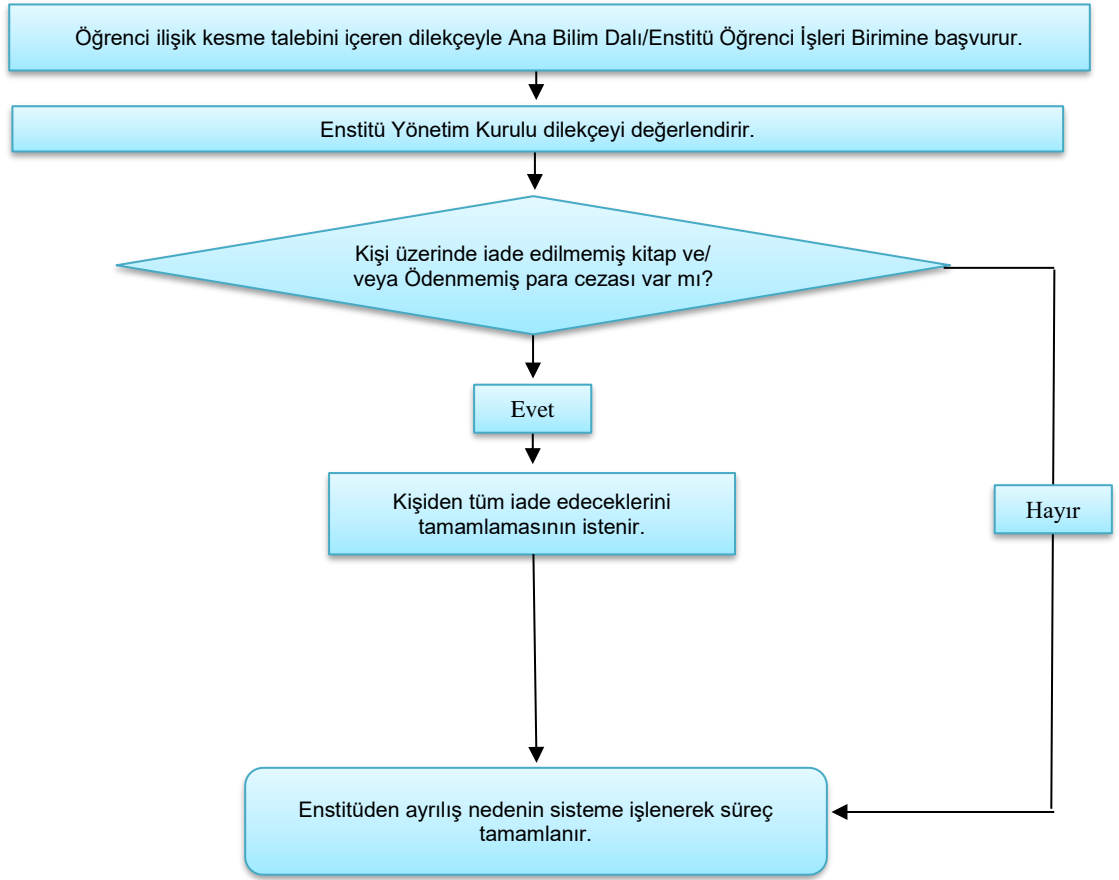 Öğrenci ilişik kesme talebini içeren dilekçeyle Ana Bilim Dalı/Enstitü Öğrenci İşleri Birimine başvurur.
Enstitü Yönetim Kurulu dilekçeyi değerlendirir.
Kişi üzerinde iade edilmemiş kitap ve/
veya Ödenmemiş para cezası var mı?
Evet
Kişiden tüm iade edeceklerini
tamamlamasının istenir.
Hayır
Enstitüden ayrılış nedenin sisteme işlenerek süreç
tamamlanır.